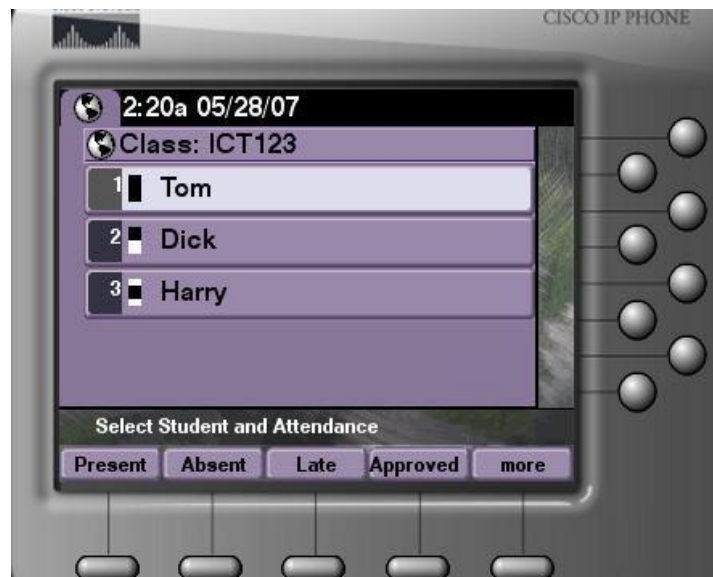 CISCO IP PHONE
2:20a 05/28/07
Class: ICT123
1 Tom
2 Dick
3 Harry
Select Student and Attendance
Present Absent Late Approved more